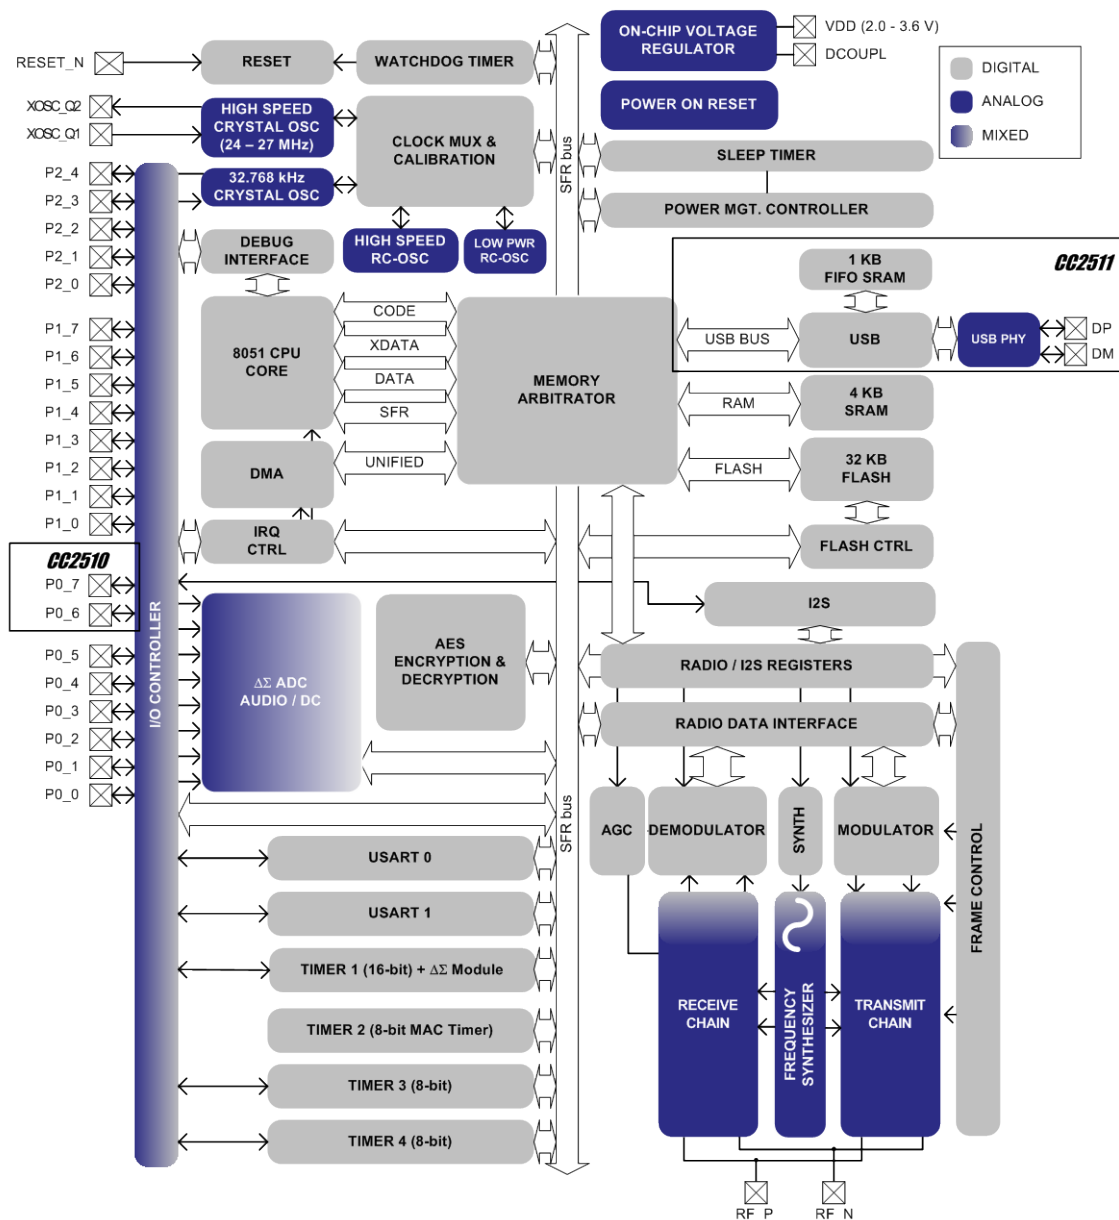 ON-CHIP VOLTAGE
REGULATOR
VDD (2.0 - 3.6 V)
DCOUPL
DIGITAL
ANALOG
MIXED
RESET_N
RESET
WATCHDOG TIMER
POWER ON RESET
XOSC_Q2
XOSC_Q1
HIGH SPEED
CRYSTAL OSC
(24 – 27 MHz)
CLOCK MUX &
CALIBRATION
SFR bus
SLEEP TIMER
32.768 kHz
CRYSTAL OSC
POWER MGT. CONTROLLER
P2_4
P2_3
P2_2
P2_1
P2_0
DEBUG
INTERFACE
HIGH SPEED
RC-OSC
LOW PWR
RC-OSC
1 KB
FIFO SRAM
CC2511
USB BUS
USB
USB PHY
DP
DM
P1_7
P1_6
P1_5
P1_4
P1_3
P1_2
P1_1
P1_0
8051 CPU
CORE
CODE
XDATA
DATA
SFR
MEMORY
ARBITRATOR
RAM
4 KB
SRAM
DMA
UNIFIED
FLASH
32 KB
FLASH
IRQ
CTRL
FLASH CTRL
CC2510
P0_7
P0_6
P0_5
P0_4
P0_3
P0_2
P0_1
P0_0
I/O CONTROLLER
ΔΣ ADC
AUDIO / DC
AES
ENCRYPTION &
DECRYPTION
I2S
RADIO / I2S REGISTERS
RADIO DATA INTERFACE
SFR bus
AGC
DEMODULATOR
SYNTH
MODULATOR
FRAME CONTROL
USART 0
USART 1
TIMER 1 (16-bit) + ΔΣ Module
TIMER 2 (8-bit MAC Timer)
TIMER 3 (8-bit)
TIMER 4 (8-bit)
RECEIVE
CHAIN
FREQUENCY
SYNTHESIZER
TRANSMIT
CHAIN
RF_P
RF_N